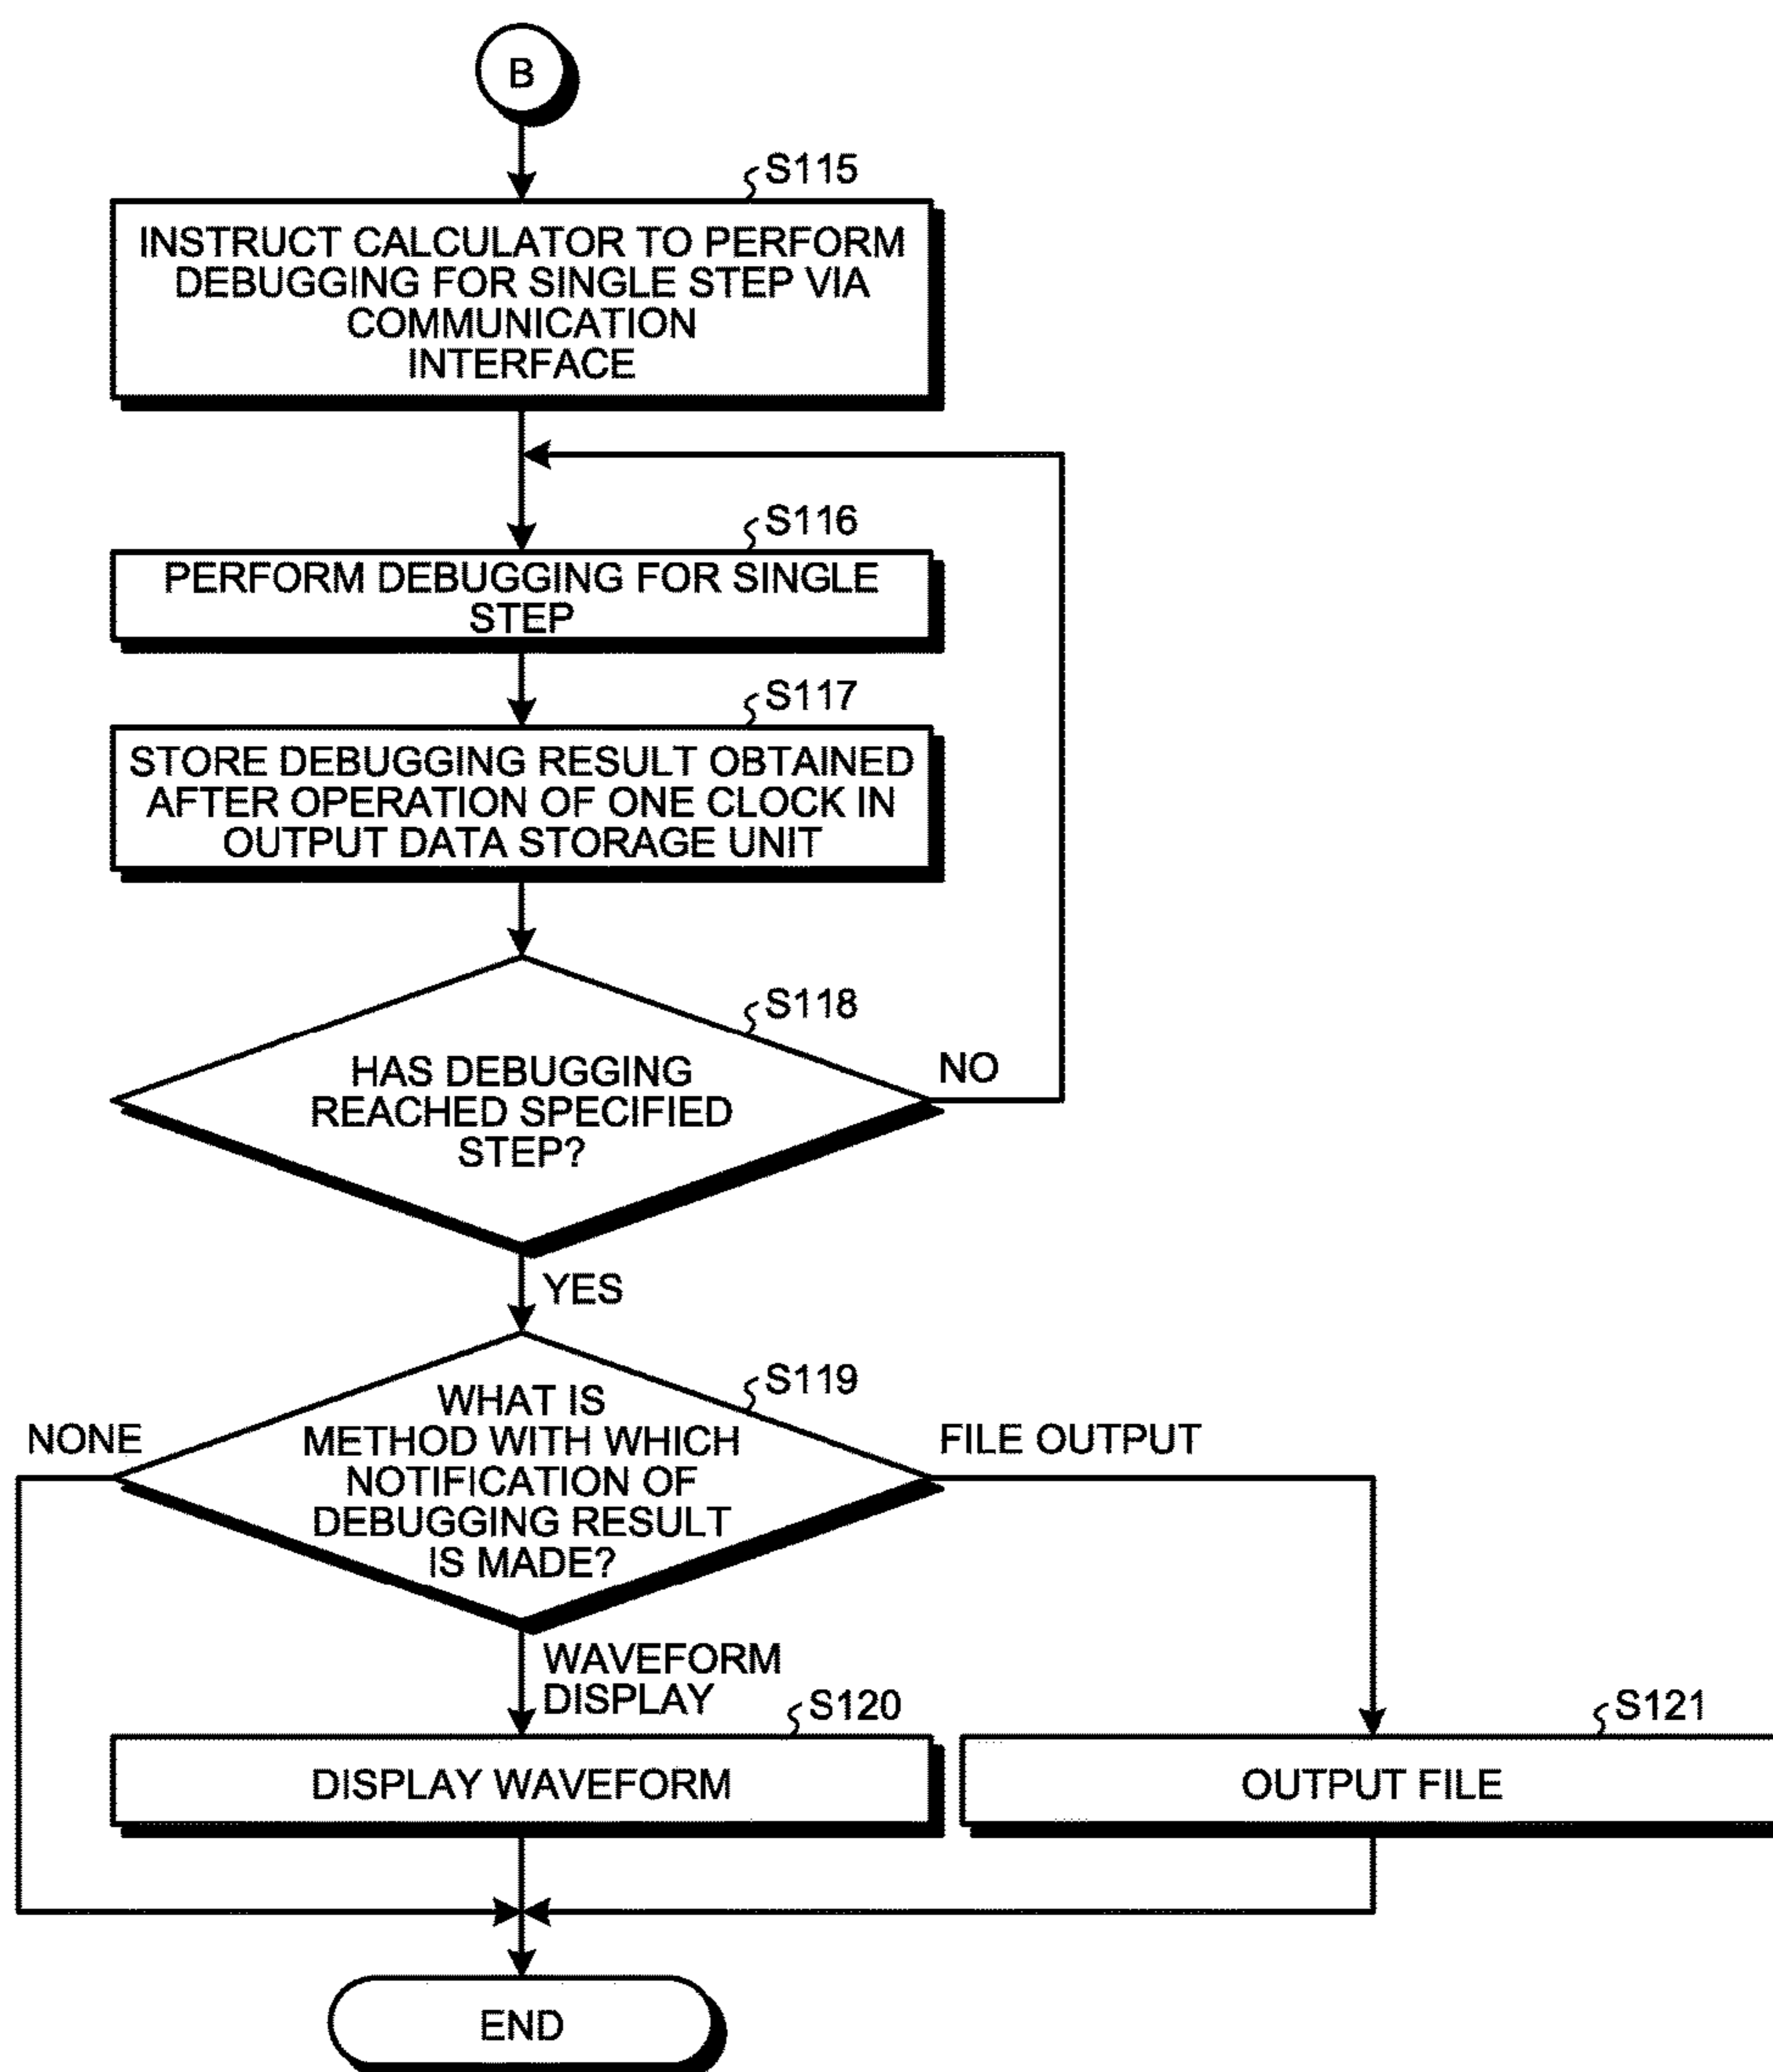 B
S115
INSTRUCT CALCULATOR TO PERFORM
DEBUGGING FOR SINGLE STEP VIA
COMMUNICATION
INTERFACE
S116
PERFORM DEBUGGING FOR SINGLE
STEP
S117
STORE DEBUGGING RESULT OBTAINED
AFTER OPERATION OF ONE CLOCK IN
OUTPUT DATA STORAGE UNIT
S118
HAS DEBUGGING
REACHED SPECIFIED
STEP?
NO
YES
S119
WHAT IS
METHOD WITH WHICH
NOTIFICATION OF
DEBUGGING RESULT
IS MADE?
NONE
FILE OUTPUT
WAVEFORM
DISPLAY
S120
DISPLAY WAVEFORM
S121
OUTPUT FILE
END